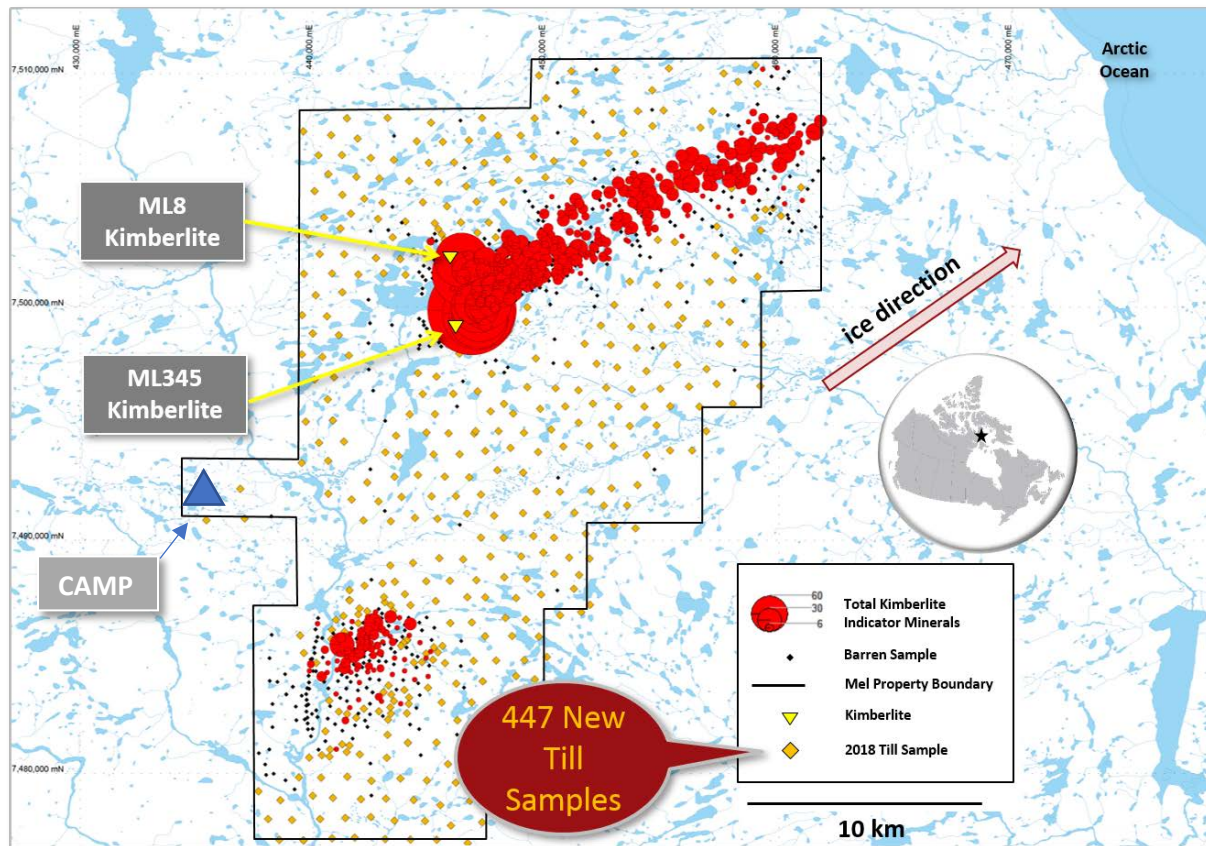 430,000 mE
440,000 mE
450,000 mE
460,000 mE
470,000 mE
7,510,000 mN
Arctic
Ocean
ML8
Kimberlite
7,500,000 mN
ice direction
ML345
Kimberlite
7,490,000 mN
CAMP
60
30
6
Total Kimberlite
Indicator Minerals
Barren Sample
Mel Property Boundary
Kimberlite
2018 Till Sample
447 New
Till
Samples
7,480,000 mN
10 km